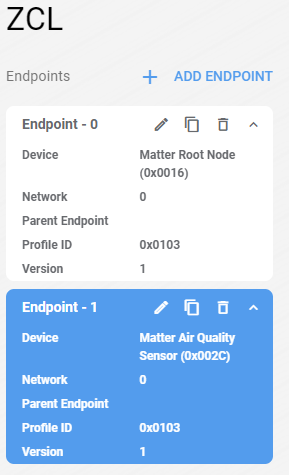 ZCL
Endpoints
ADD ENDPOINT
Endpoint - 0
Device Matter Root Node
(0x0016)
Network 0
Parent Endpoint
Profile ID 0x0103
Version 1
Endpoint - 1
Device Matter Air Quality
Sensor (0x002C)
Network 0
Parent Endpoint
Profile ID 0x0103
Version 1